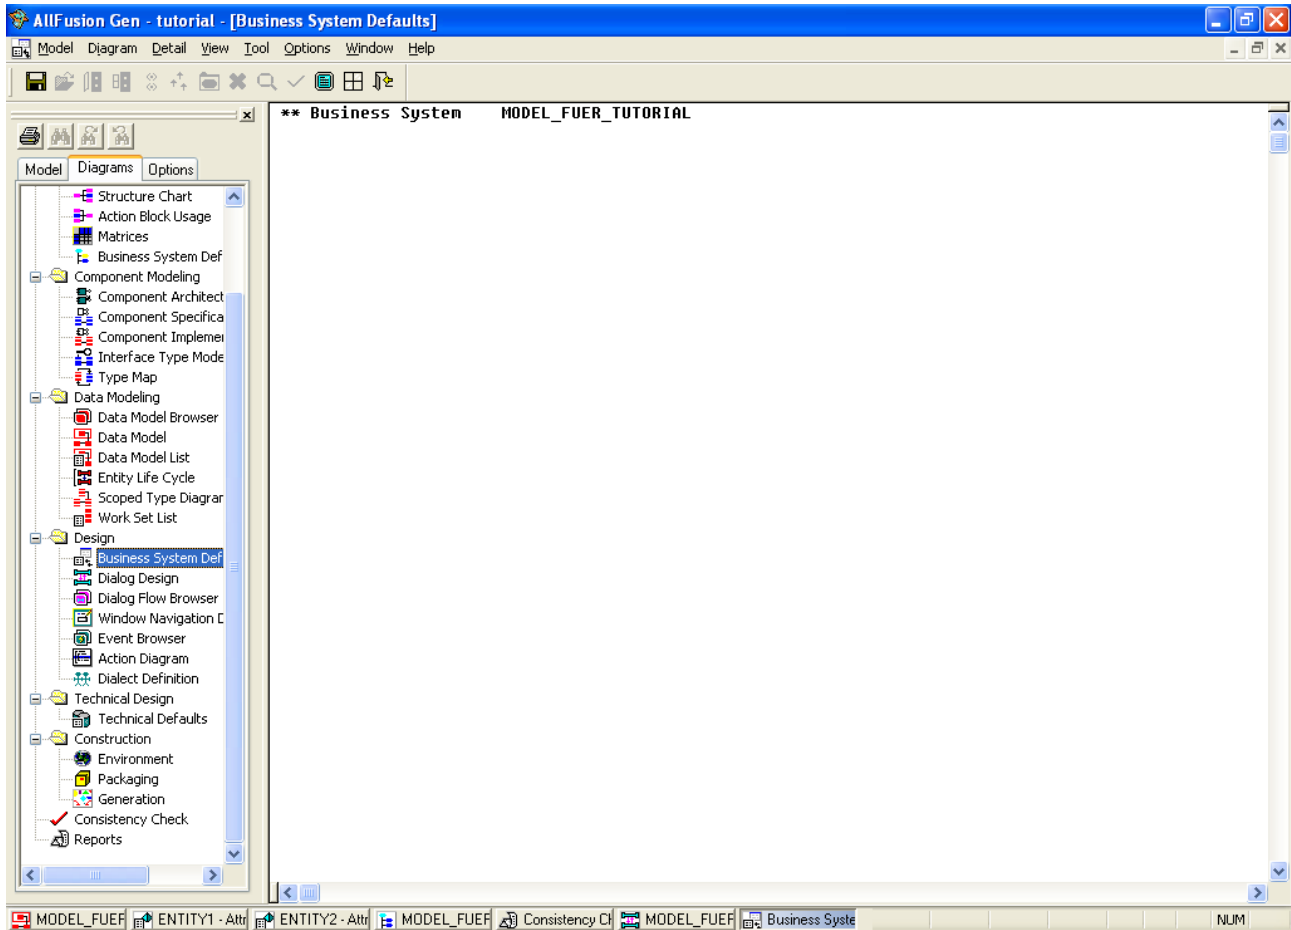 AllFusion Gen - tutorial - [Business System Defaults]
Model Diagram Detail View Tool Options Window Help
** Business System MODEL_FUER_TUTORIAL
Model Diagrams Options
Structure Chart
Action Block Usage
Matrices
Business System Def
Component Modeling
Component Architect
Component Specifica
Component Implemer
Interface Type Mode
Type Map
Data Modeling
Data Model Browser
Data Model
Data Model List
Entity Life Cycle
Scoped Type Diagrar
Work Set List
Design
Business System Def
Dialog Design
Dialog Flow Browser
Window Navigation D
Event Browser
Action Diagram
Dialect Definition
Technical Design
Technical Defaults
Construction
Environment
Packaging
Generation
Consistency Check
Reports
MODEL_FUER ENTITY1 - Attr ENTITY2 - Attr MODEL_FUER Consistency Ch MODEL_FUER Business Syste NUM